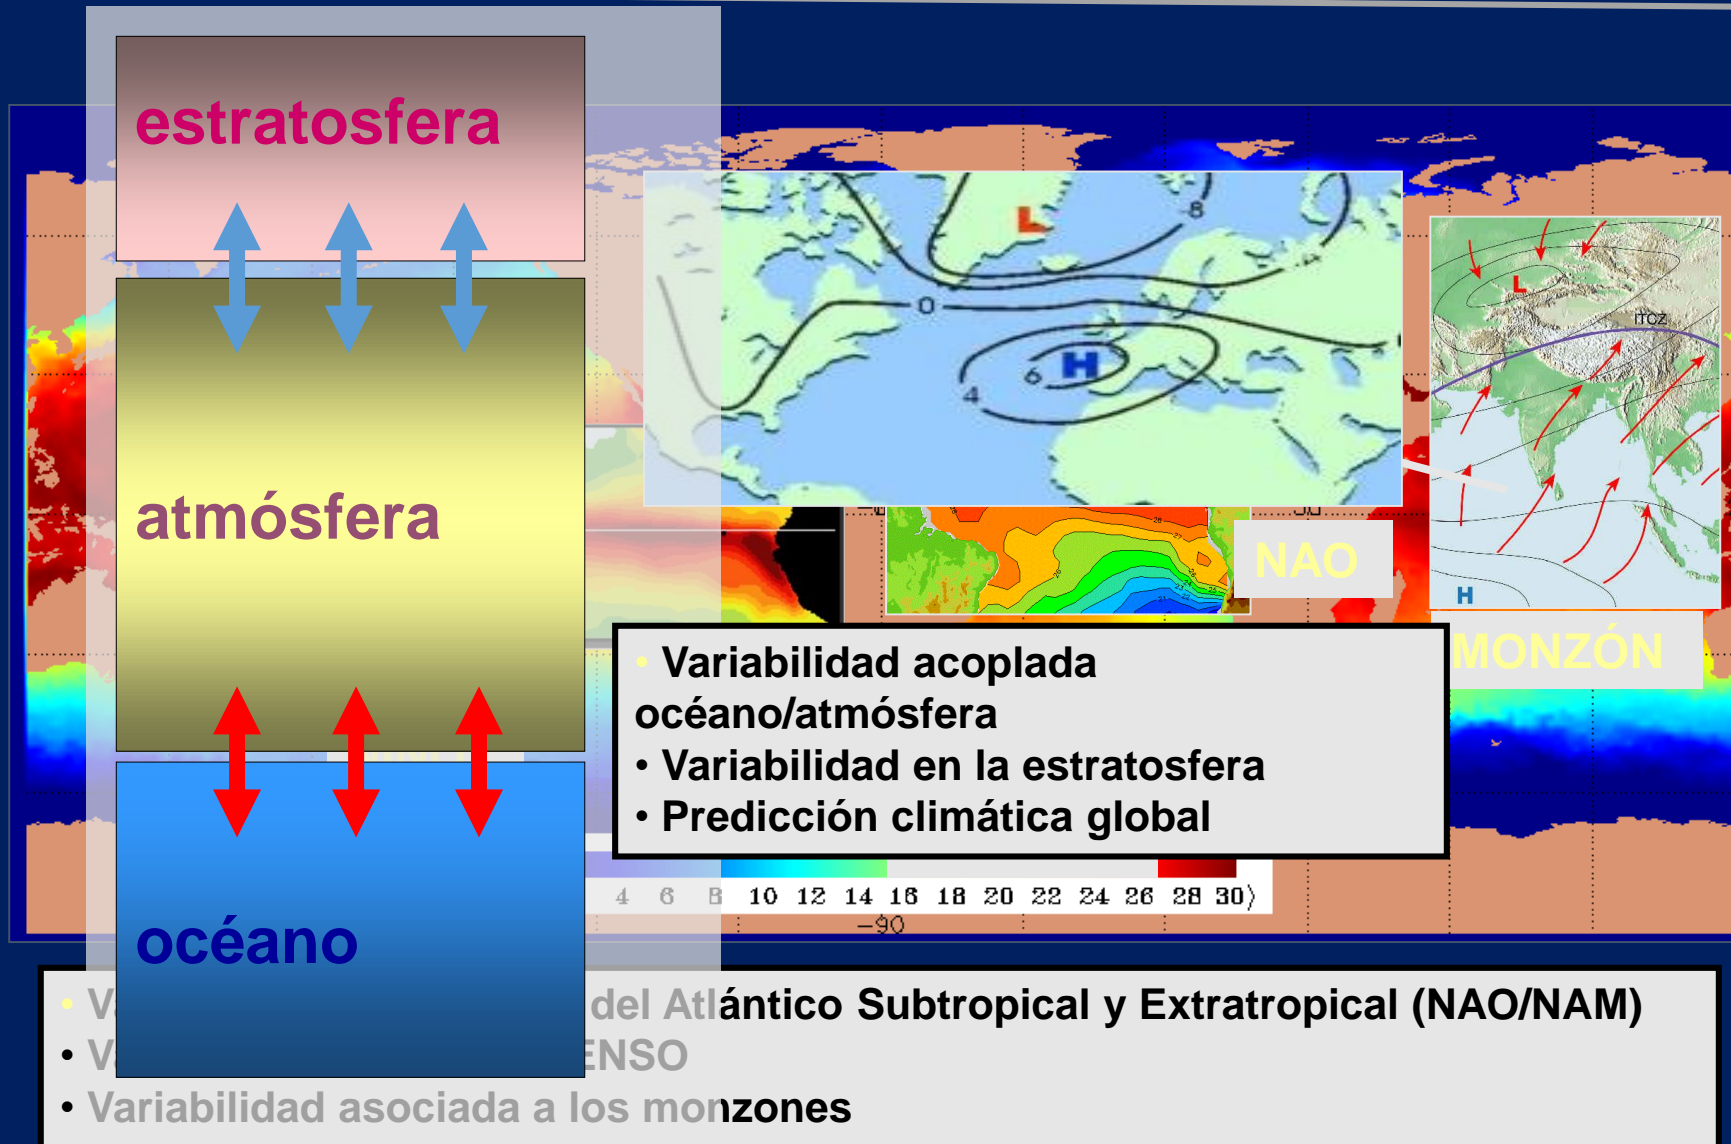 estratosfera
atmósfera
océano
L
8
0
H
6
4
L
ITCZ
H
NAO
MONZÓN
• Variabilidad acoplada
océano/atmósfera
• Variabilidad en la estratosfera
• Predicción climática global
4 6 8 10 12 14 16 18 20 22 24 26 28 30⟩
−90
• del Atlántico Subtropical y Extratropical (NAO/NAM)
• ENSO
• Variabilidad asociada a los monzones